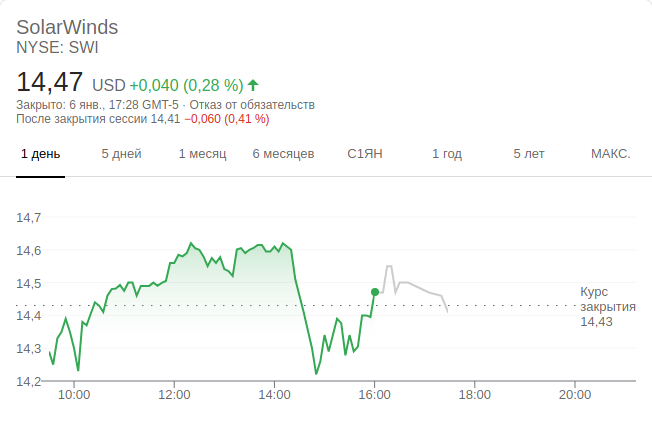 SolarWinds
NYSE: SWI
14,47 USD +0,040 (0,28 %)
Закрыто: 6 янв., 17:28 GMT-5 · Отказ от обязательств
После закрытия сессии 14,41 −0,060 (0,41 %)
1 день 5 дней 1 месяц 6 месяцев С1ЯН 1 год 5 лет МАКС.
14,7
14,6
14,5
Курс
закрытия
14,43
14,4
14,3
14,2
10:00 12:00 14:00 16:00 18:00 20:00